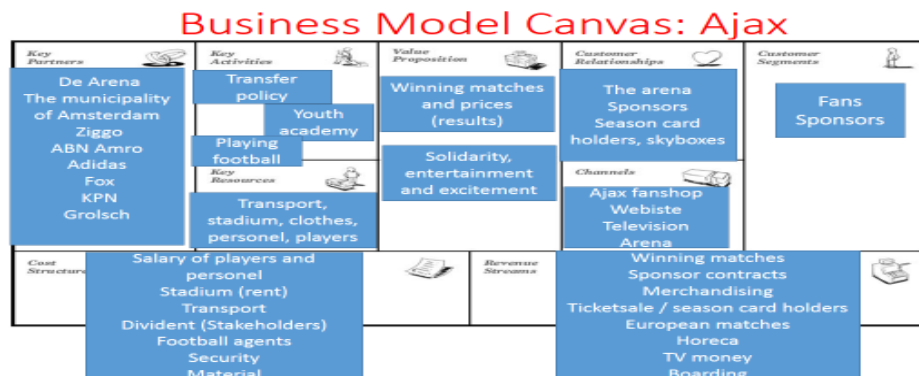 Business Model Canvas: Ajax
Key
Partners
De Arena
The municipality
of Amsterdam
Ziggo
ABN Amro
Adidas
Fox
KPN
Grolsch
Key
Activities
Transfer
policy
Youth
academy
Playing
football
Key
Resources
Transport,
stadium, clothes,
personel, players
Value
Proposition
Winning matches
and prices
(results)
Solidarity,
entertainment
and excitement
Customer
Relationships
The arena
Sponsors
Season card
holders, skyboxes
Channels
Ajax fanshop
Webiste
Television
Arena
Customer
Segments
Fans
Sponsors
Cost
Structure
Salary of players and
personel
Stadium (rent)
Transport
Divident (Stakeholders)
Football agents
Security
Material
Revenue
Streams
Winning matches
Sponsor contracts
Merchandising
Ticketsale / season card holders
European matches
Horeca
TV money
Boarding